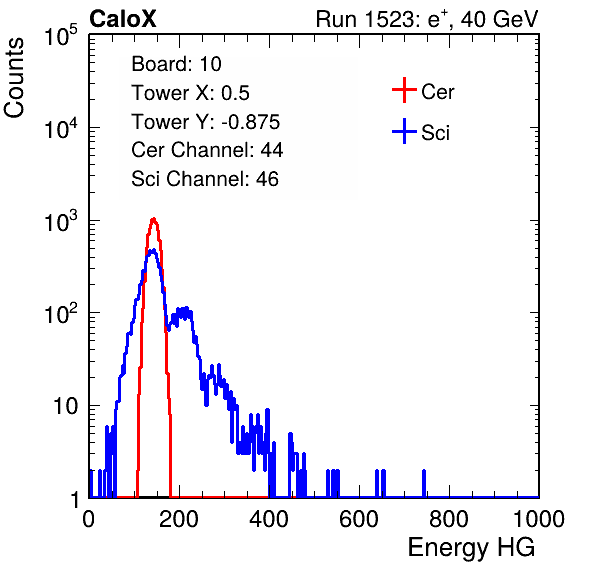 CaloX Run 1523: e⁺, 40 GeV
Counts
Board: 10
Tower X: 0.5
Tower Y: -0.875
Cer Channel: 44
Sci Channel: 46
Cer
Sci
10⁵
10⁴
10³
10²
10
1
0 200 400 600 800 1000
Energy HG